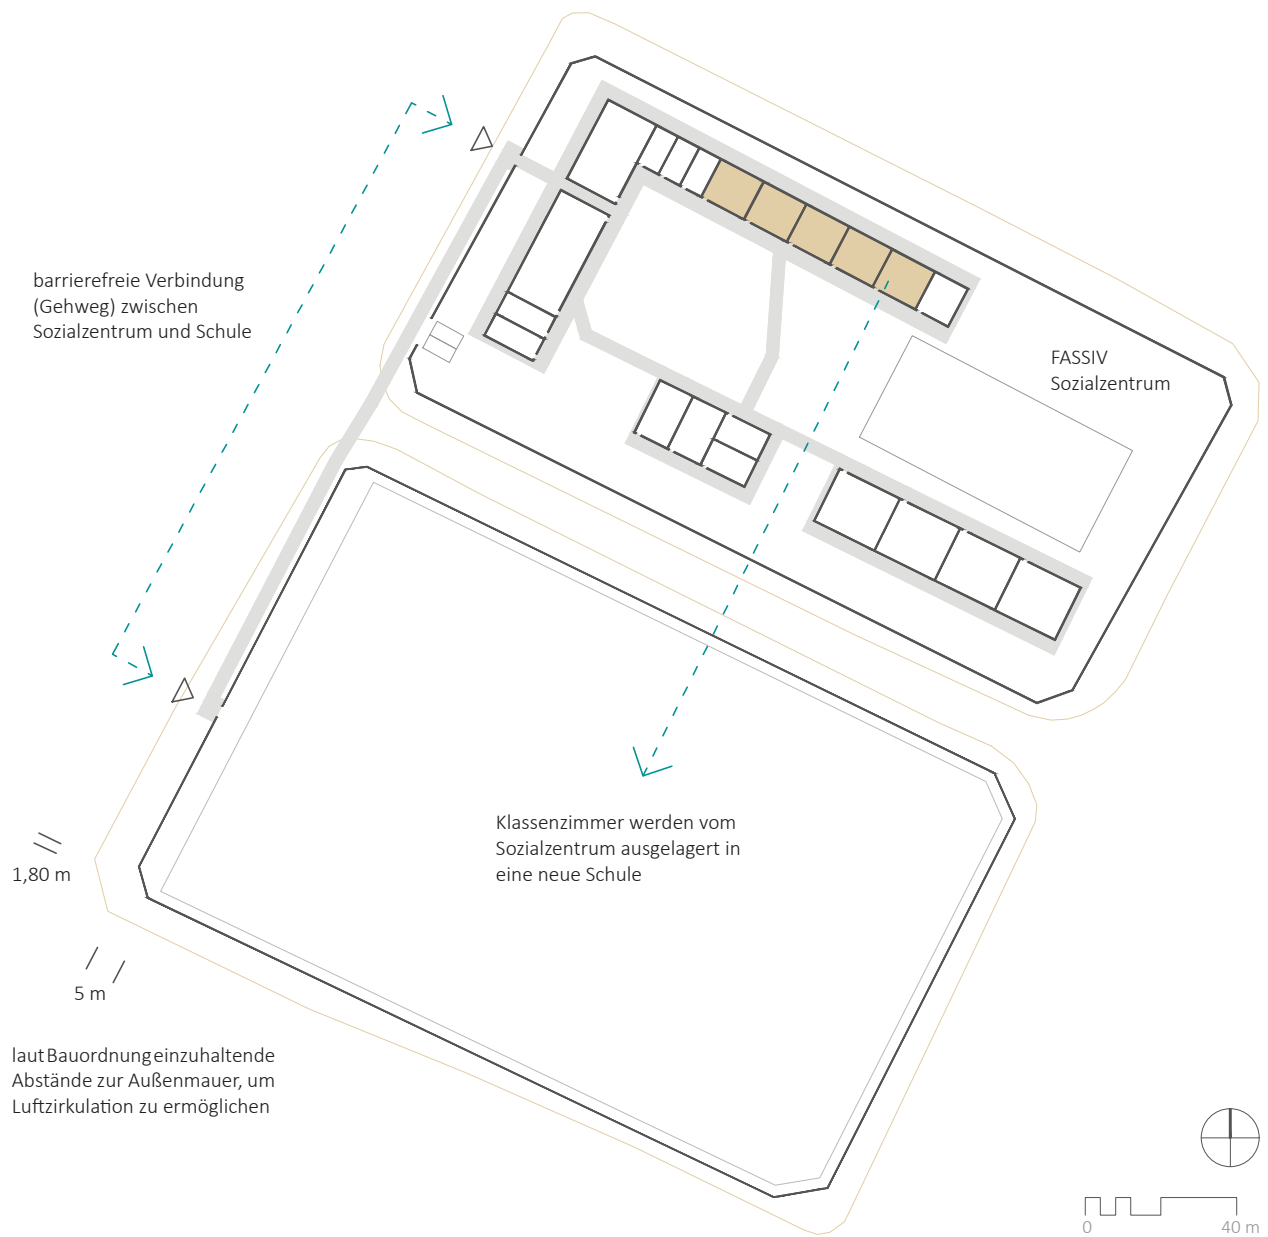 barrierefreie Verbindung
(Gehweg) zwischen
Sozialzentrum und Schule
FASSIV
Sozialzentrum
Klassenzimmer werden vom
Sozialzentrum ausgelagert in
eine neue Schule
1,80 m
5 m
laut Bauordnung einzuhaltende
Abstände zur Außenmauer, um
Luftzirkulation zu ermöglichen
0
40 m